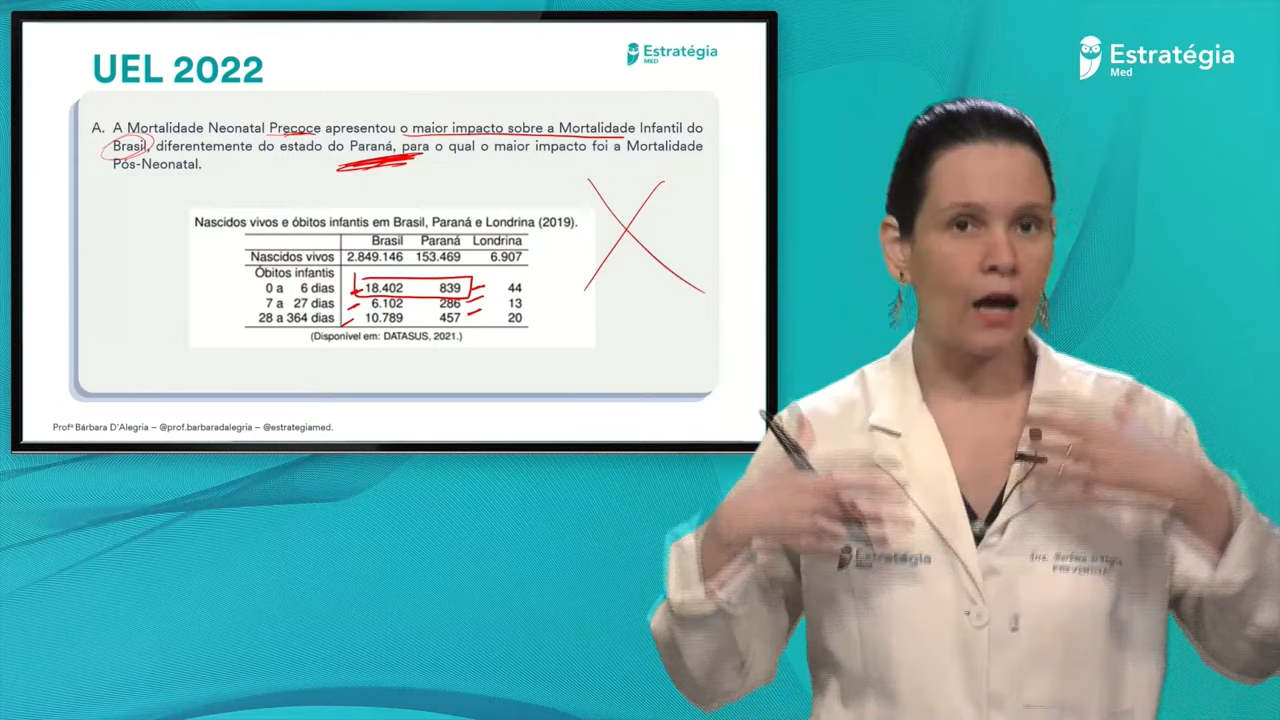 UEL 2022
Estratégia
MED
A. A Mortalidade Neonatal Precoce apresentou o maior impacto sobre a Mortalidade Infantil do
Brasil, diferentemente do estado do Paraná, para o qual o maior impacto foi a Mortalidade
Pós-Neonatal.
Nascidos vivos e óbitos infantis em Brasil, Paraná e Londrina (2019).
Brasil Paraná Londrina
Nascidos vivos 2.849.146 153.469 6.907
Óbitos infantis
0 a 6 dias 18.402 839 44
7 a 27 dias 6.102 286 13
28 a 364 dias 10.789 457 20
(Disponível em: DATASUS, 2021.)
Profª Bárbara D'Alegria – @prof.barbaradalegria – @estrategiamed.
Estratégia
Med
Estratégia